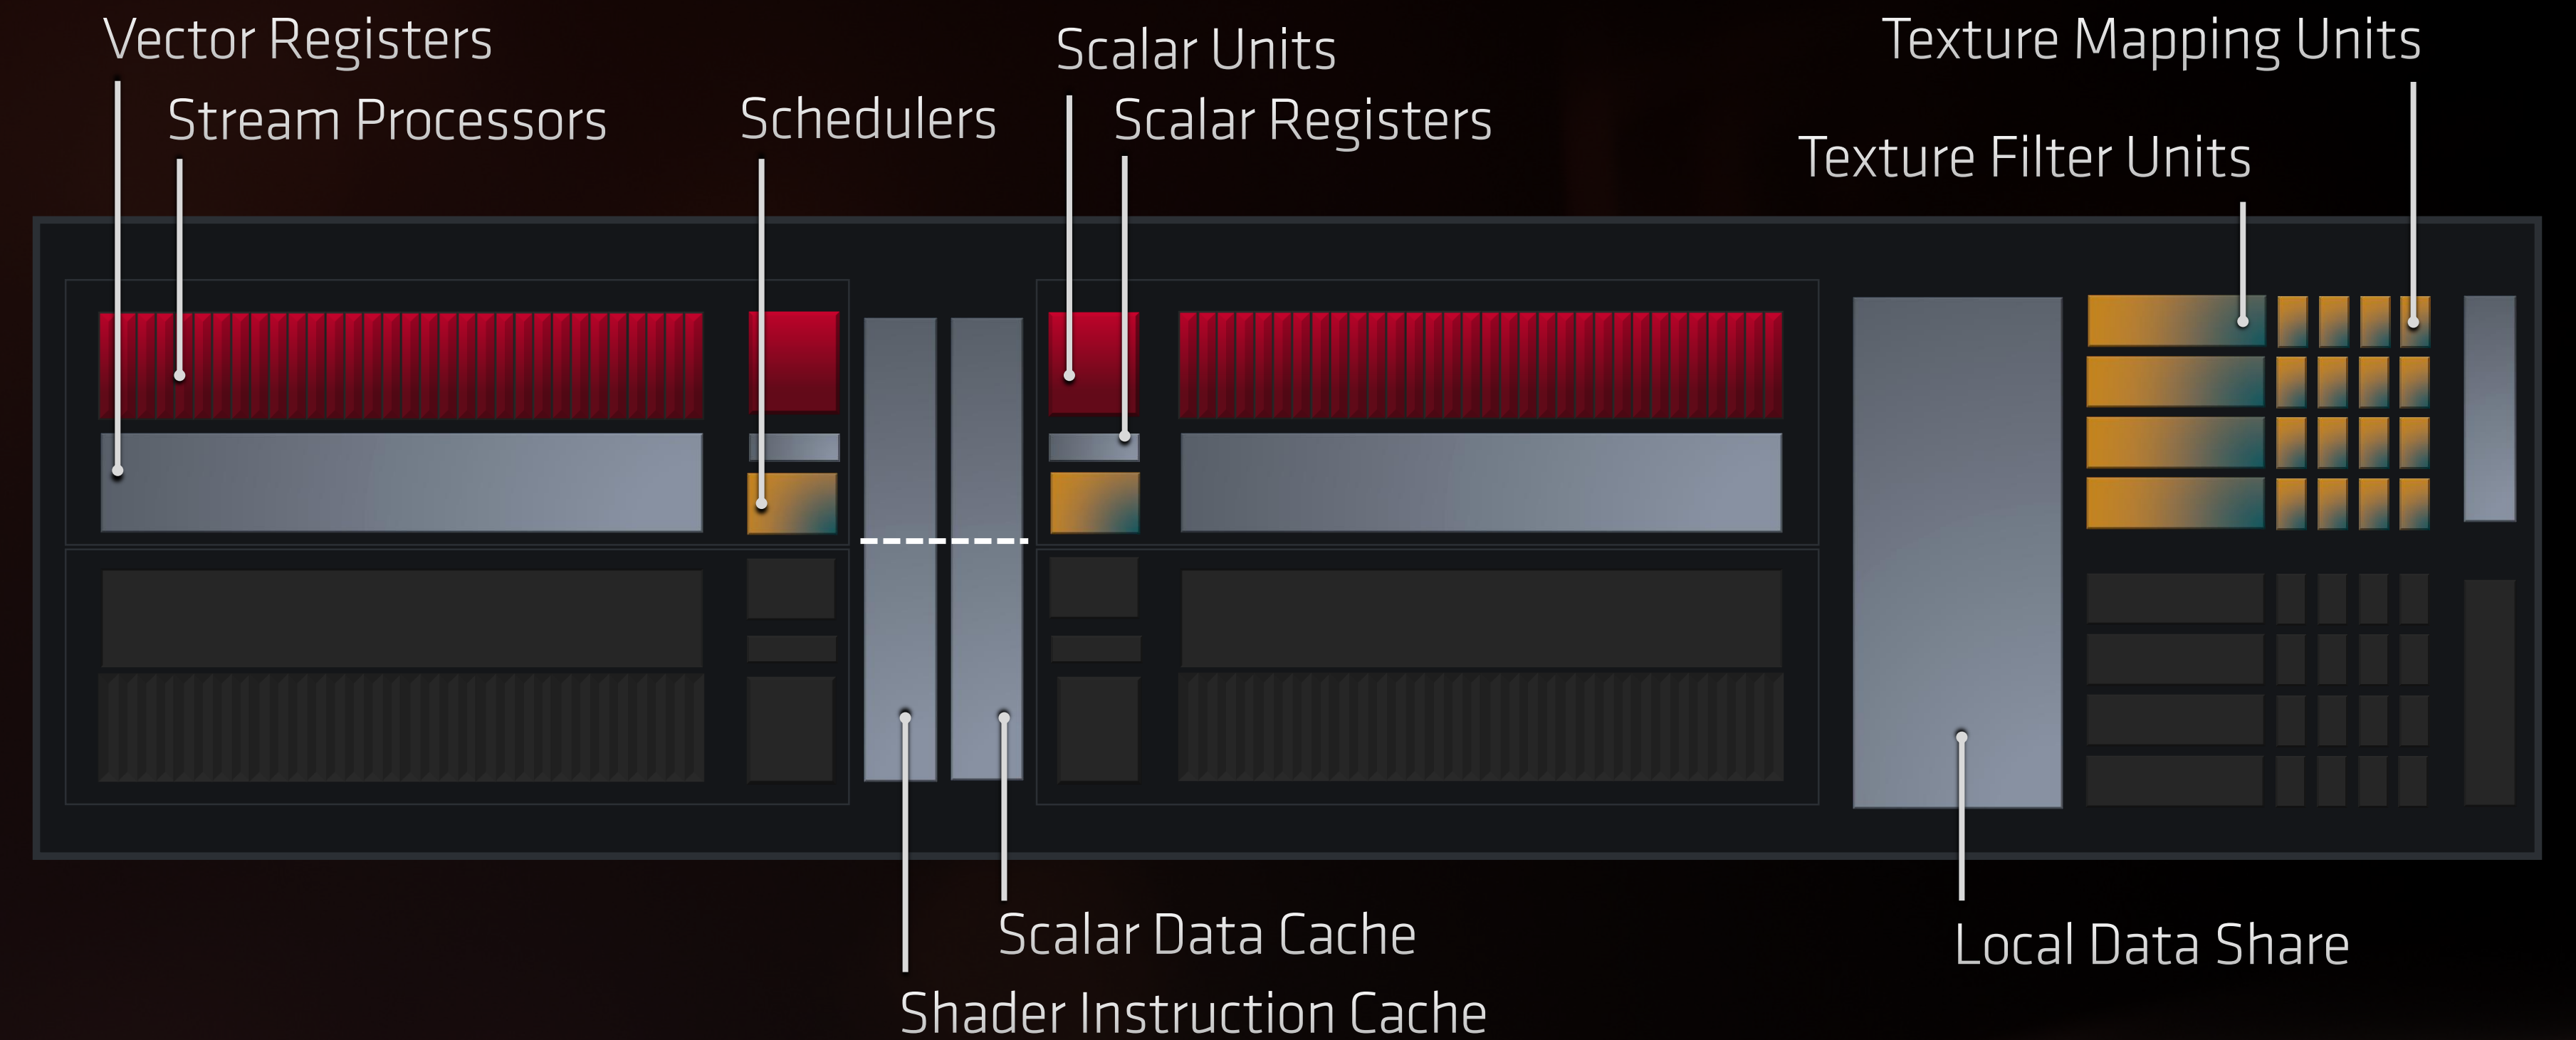 Vector Registers
Stream Processors
Schedulers
Scalar Units
Scalar Registers
Texture Mapping Units
Texture Filter Units
Scalar Data Cache
Shader Instruction Cache
Local Data Share